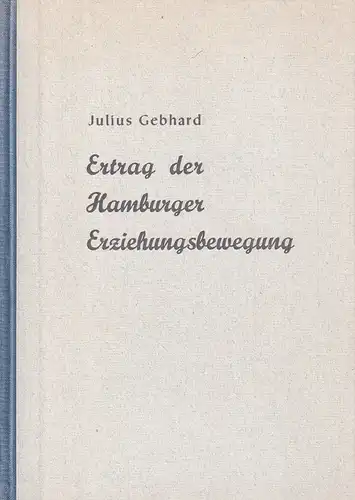 Julius Gebhard
Ertrag der
Hamburger
Erziehungsbewegung